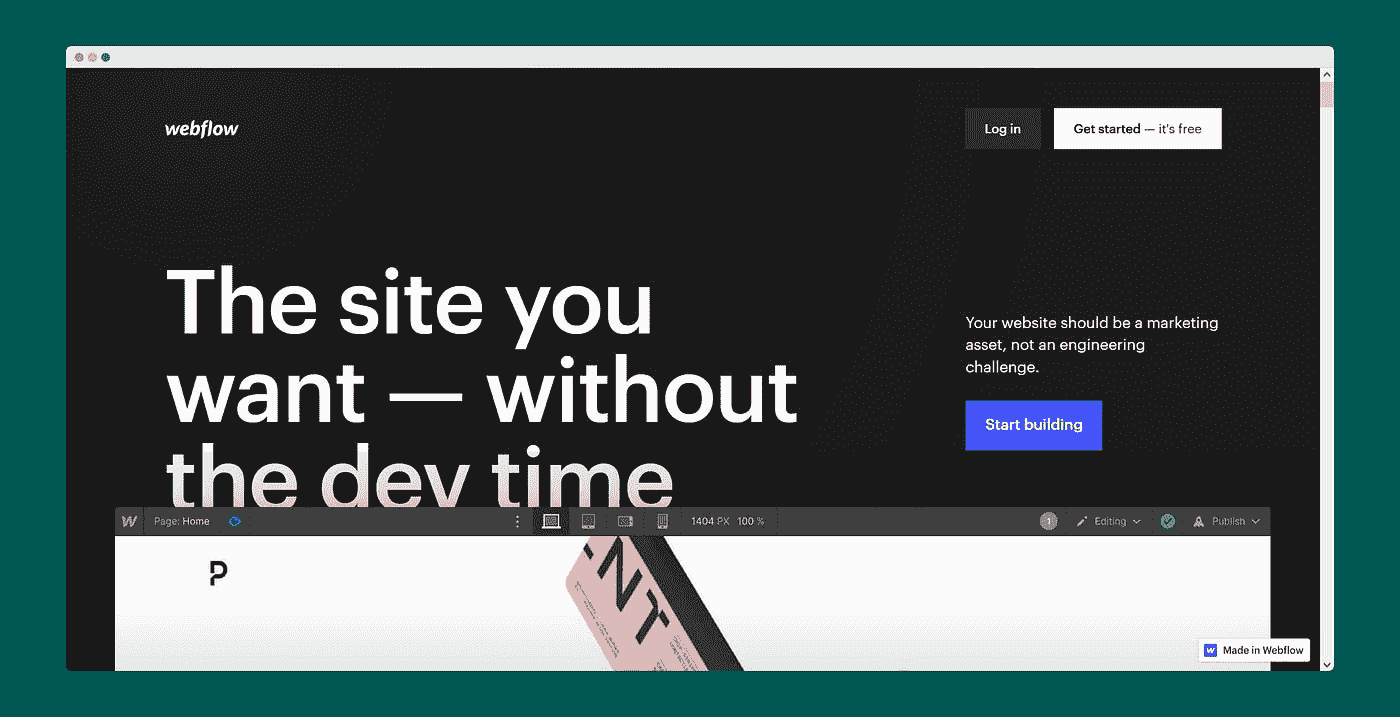 webflow
Log in
Get started — it's free
The site you
want — without
the dev time
Your website should be a marketing
asset, not an engineering
challenge.
Start building
Page: Home
1404 PX 100 %
1
Editing
Publish
P
NT
Made in Webflow